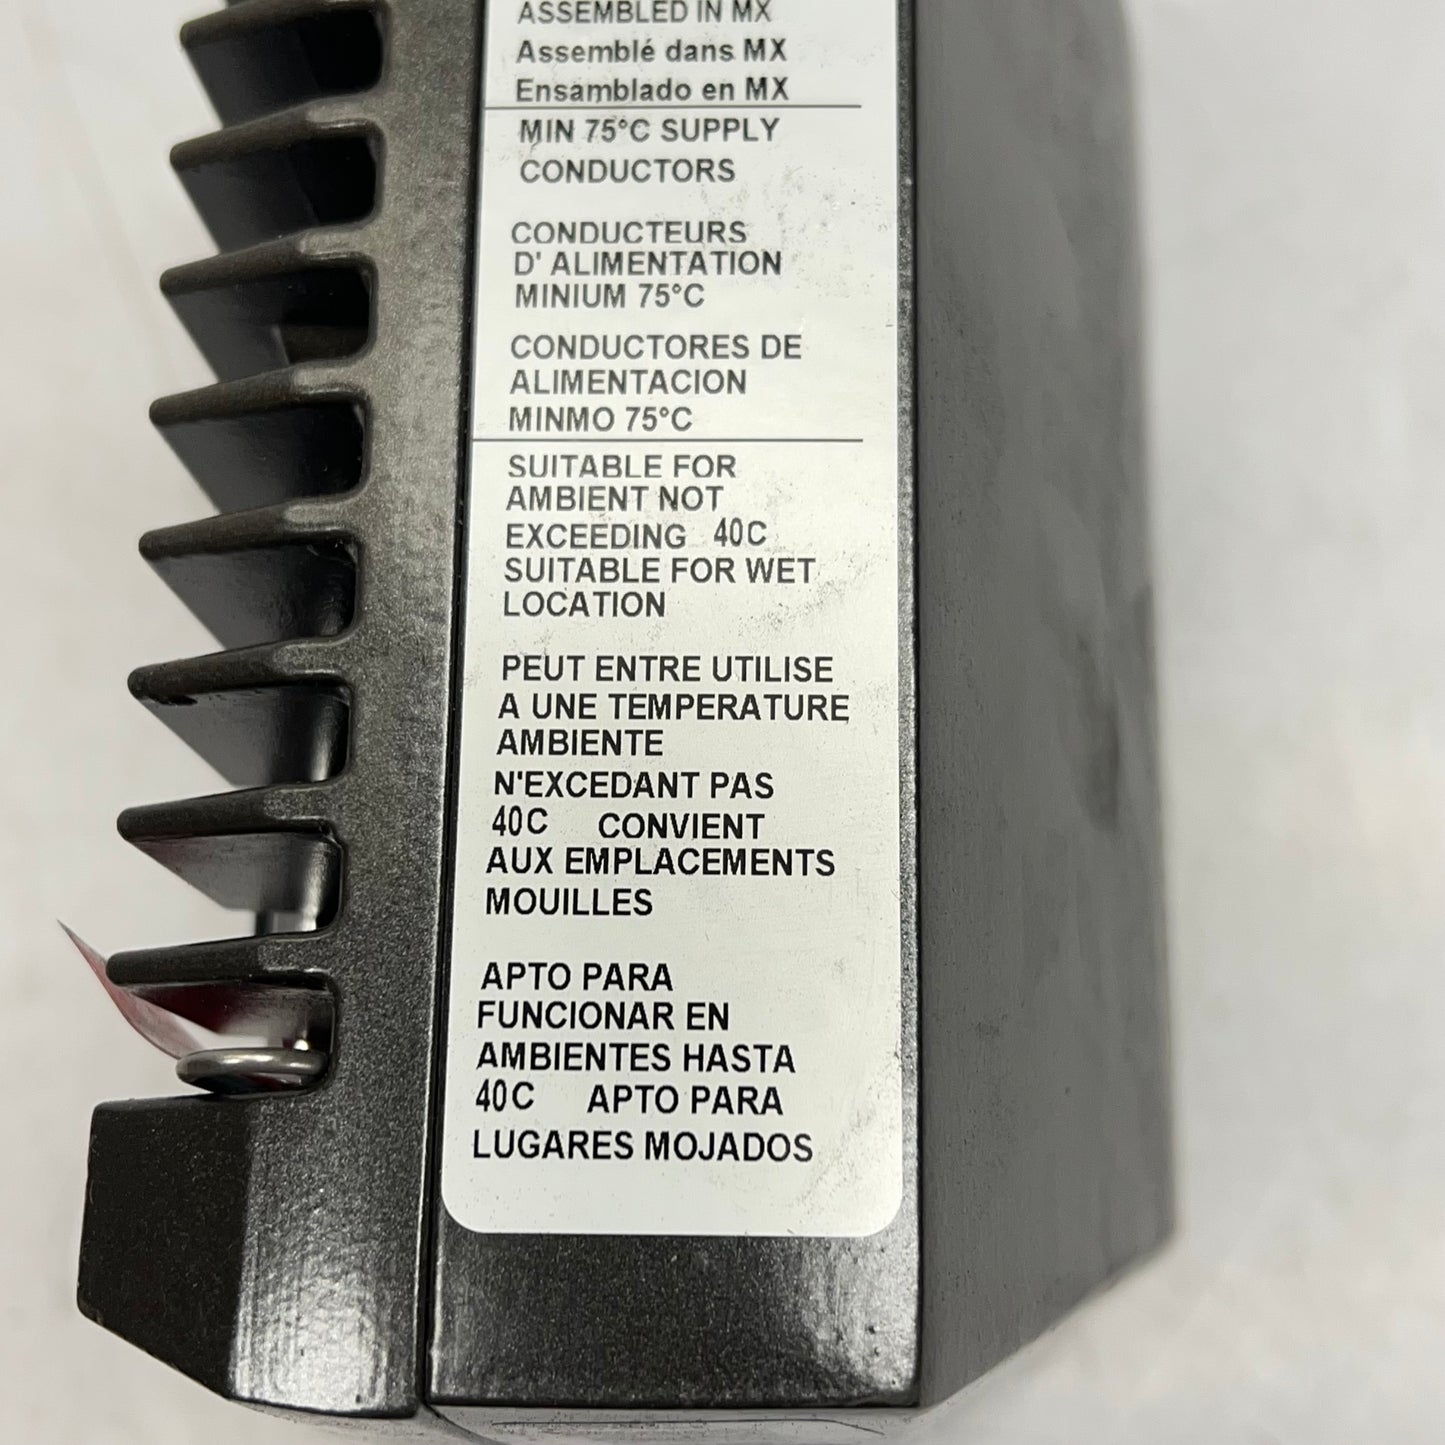 ASSEMBLED IN MX
Assemblé dans MX
Ensamblado en MX
MIN 75°C SUPPLY
CONDUCTORS
CONDUCTEURS
D' ALIMENTATION
MINIUM 75°C
CONDUCTORES DE
ALIMENTACION
MINMO 75°C
SUITABLE FOR
AMBIENT NOT
EXCEEDING 40C
SUITABLE FOR WET
LOCATION
PEUT ENTRE UTILISE
A UNE TEMPERATURE
AMBIENTE
N'EXCEDANT PAS
40C CONVIENT
AUX EMPLACEMENTS
MOUILLES
APTO PARA
FUNCIONAR EN
AMBIENTES HASTA
40C APTO PARA
LUGARES MOJADOS